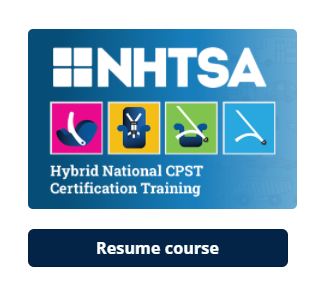 NHTSA
Hybrid National CPST
Certification Training
Resume course